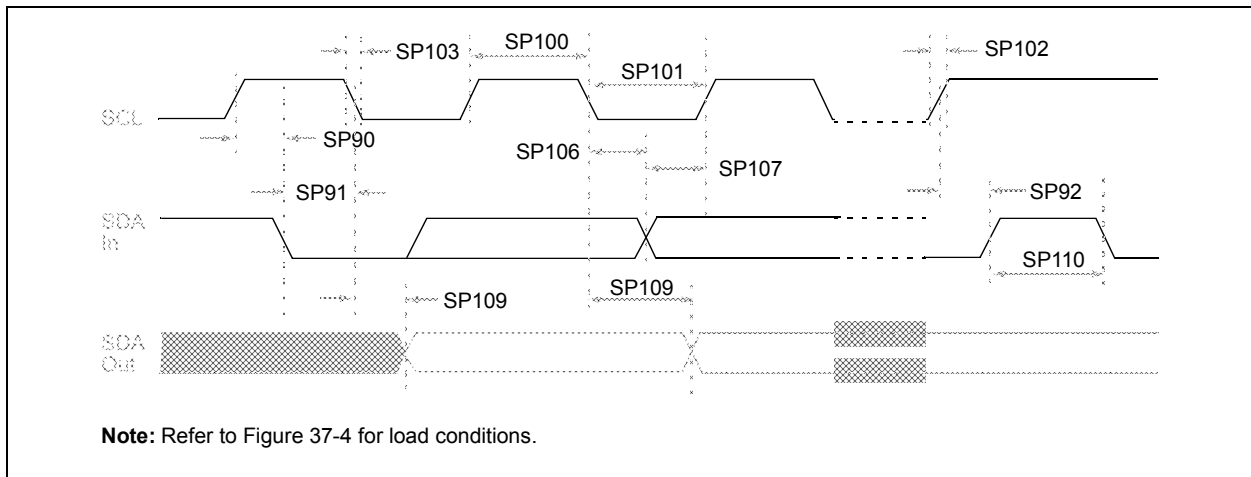 SP103
SP100
SP102
SP101
SCL
SP90
SP106
SP107
SP91
SP92
SDA
In
SP110
SP109
SP109
SDA
Out
Note: Refer to Figure 37-4 for load conditions.